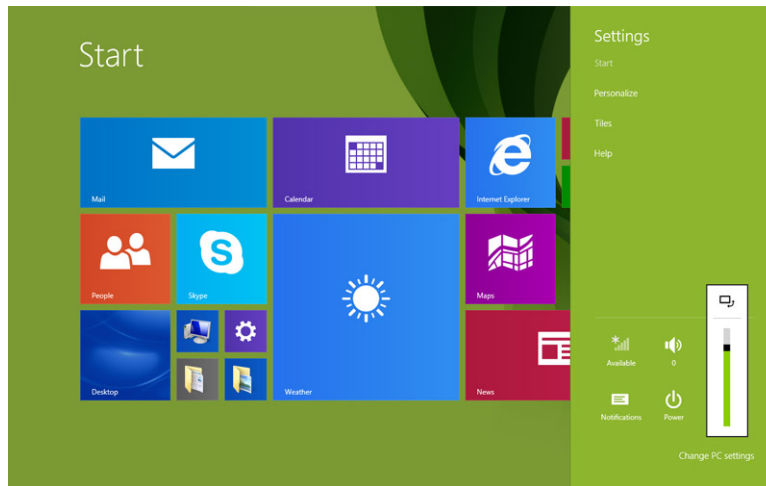 Start
Mail
Calendar
Internet Explorer
People
Skype
Maps
Desktop
Weather
News
Settings
Start
Personalize
Tiles
Help
Available
0
Notifications
Power
Change PC settings